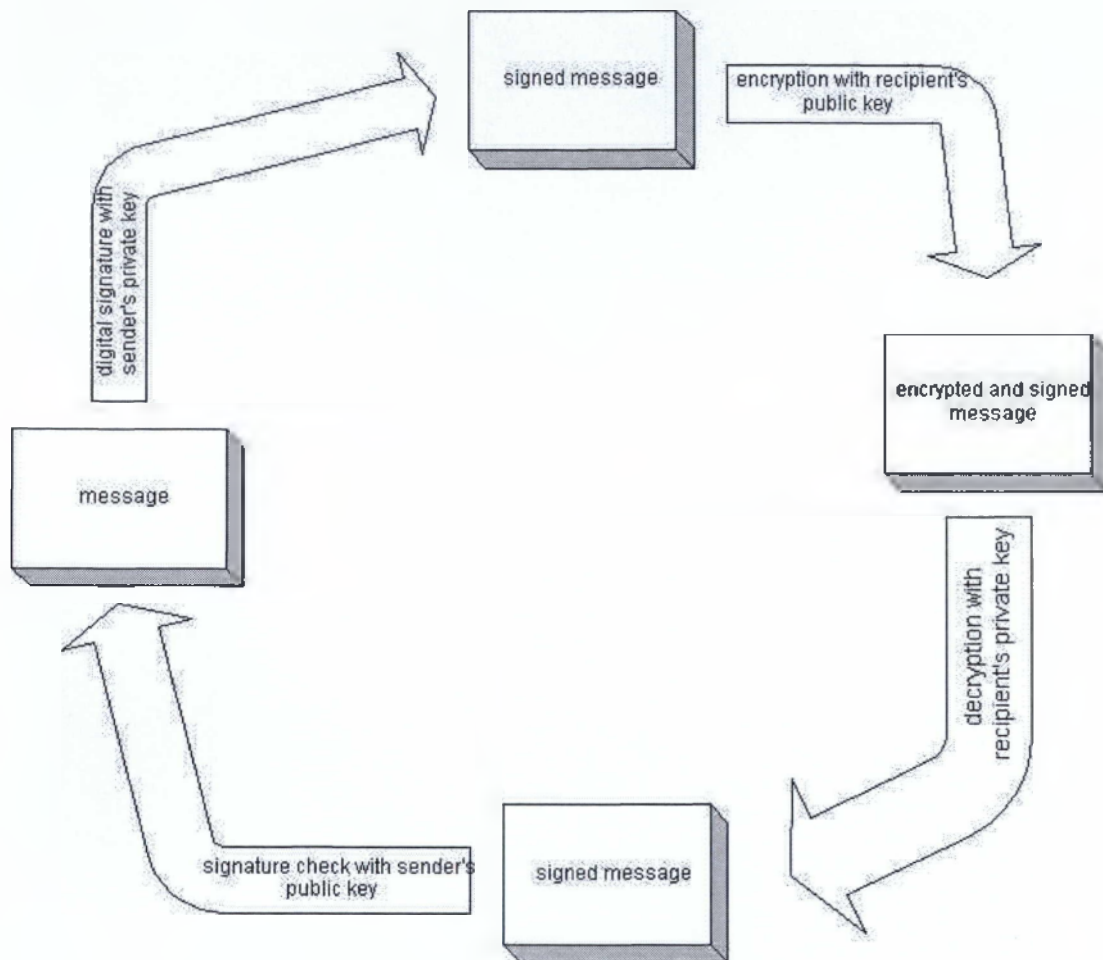 signed message
encryption with recipient's
public key
digital signature with
sender's private key
encrypted and signed
message
message
decryption with
recipient's private key
signature check with sender's
public key
signed message